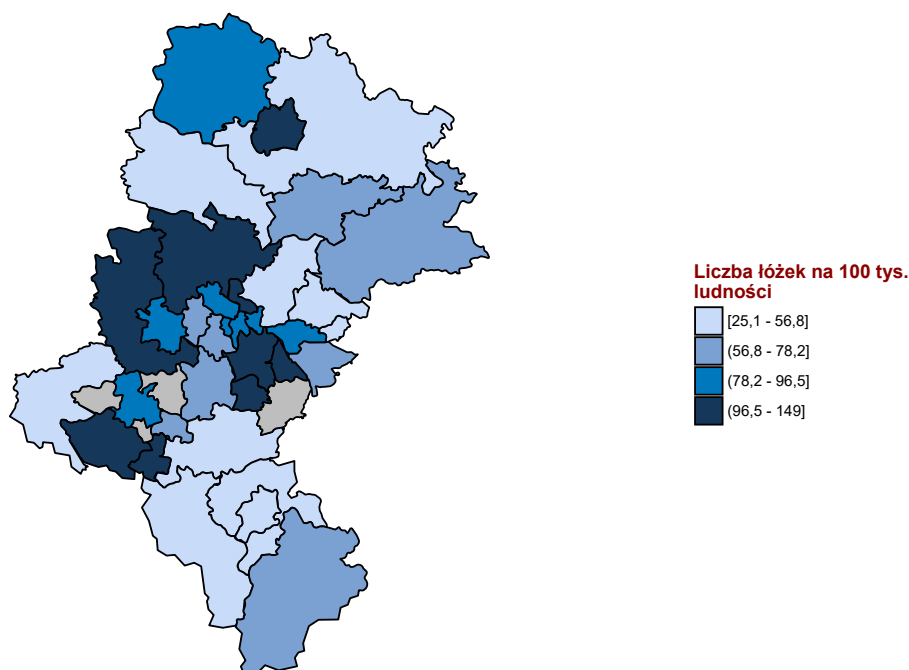 Liczba łóżek na 100 tys.
ludności
[25,1 - 56,8]
(56,8 - 78,2]
(78,2 - 96,5]
(96,5 - 149]